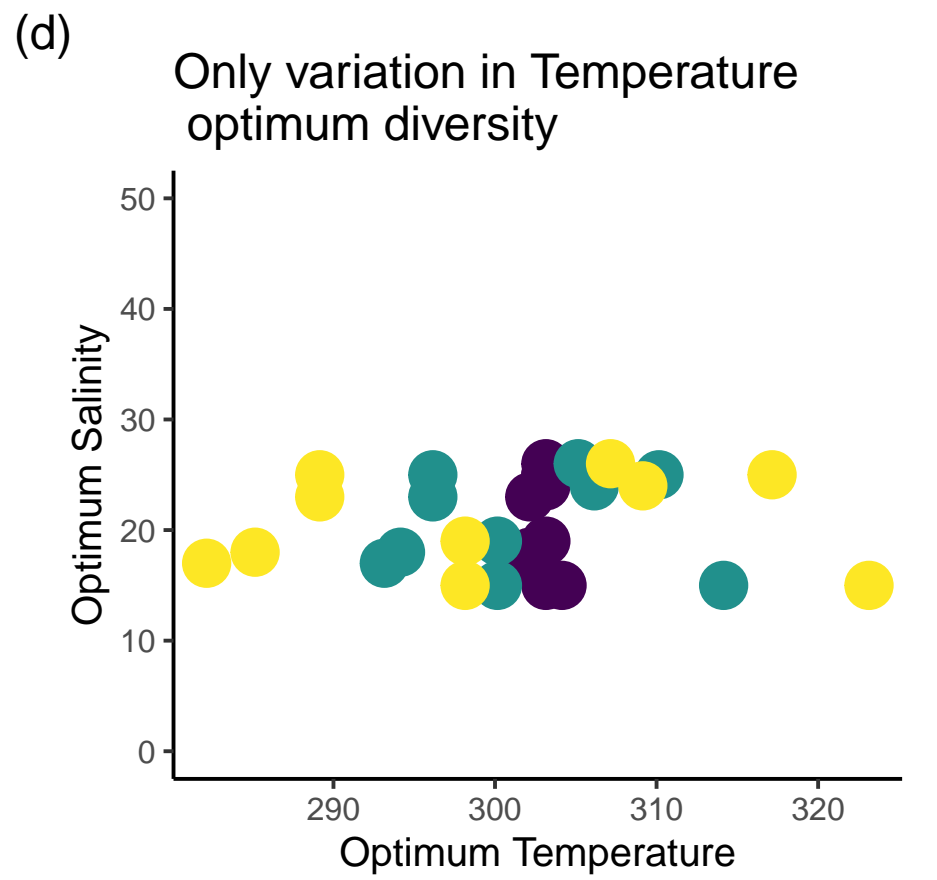 (d)
Only variation in Temperature
optimum diversity
50
40
30
20
10
0
Optimum Salinity
290 300 310 320
Optimum Temperature